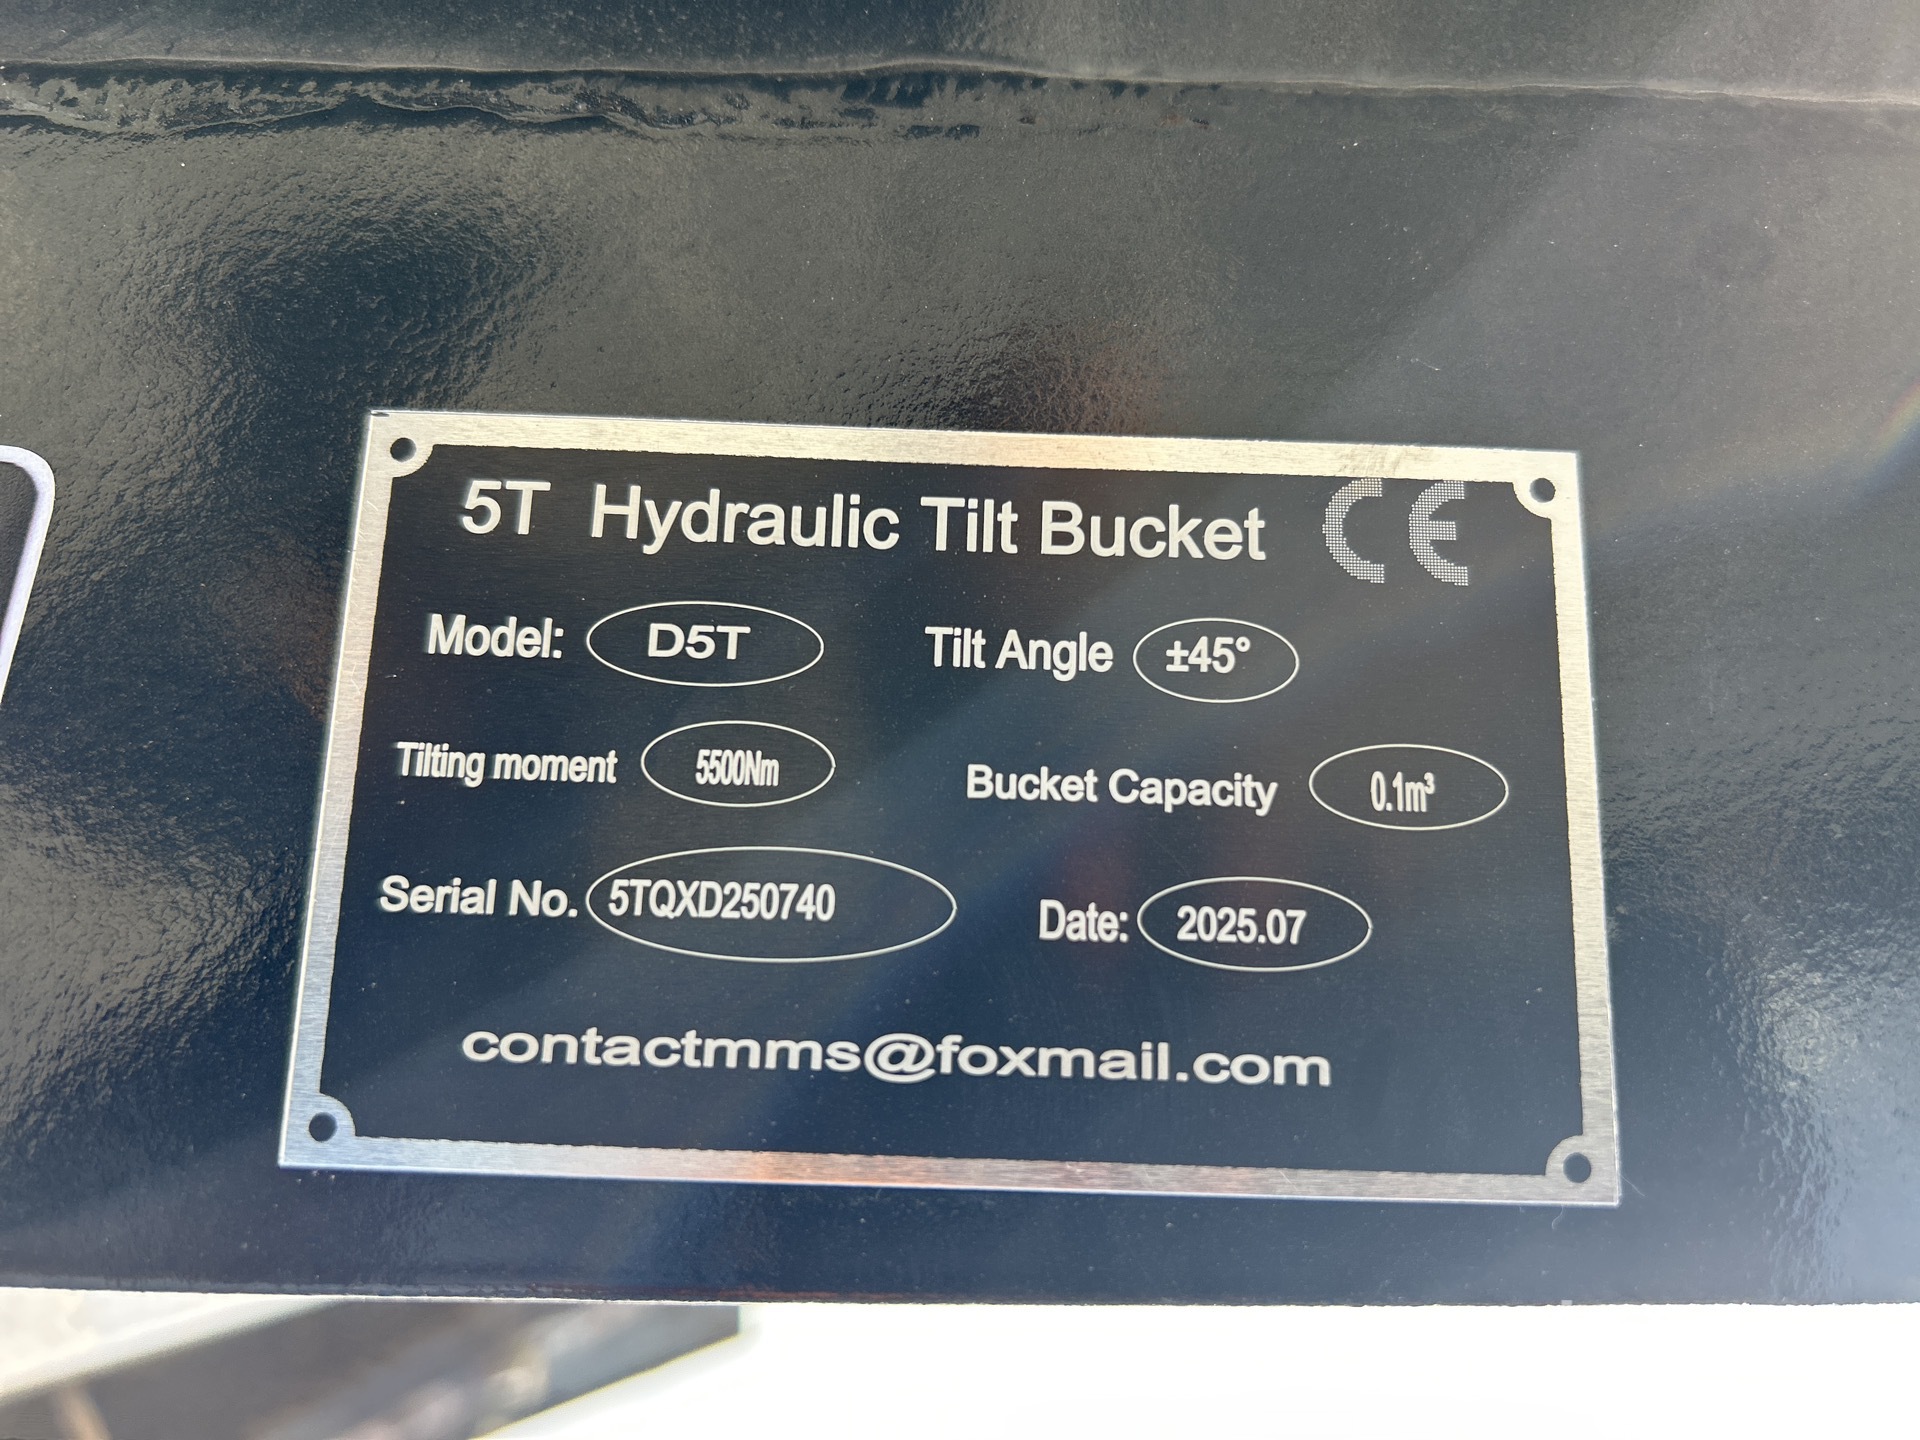 5T Hydraulic Tilt Bucket CE
Model: D5T Tilt Angle ±45°
Tilting moment 5500Nm Bucket Capacity 0.1m³
Serial No. 5TQXD250740 Date: 2025.07
contactmms@foxmail.com